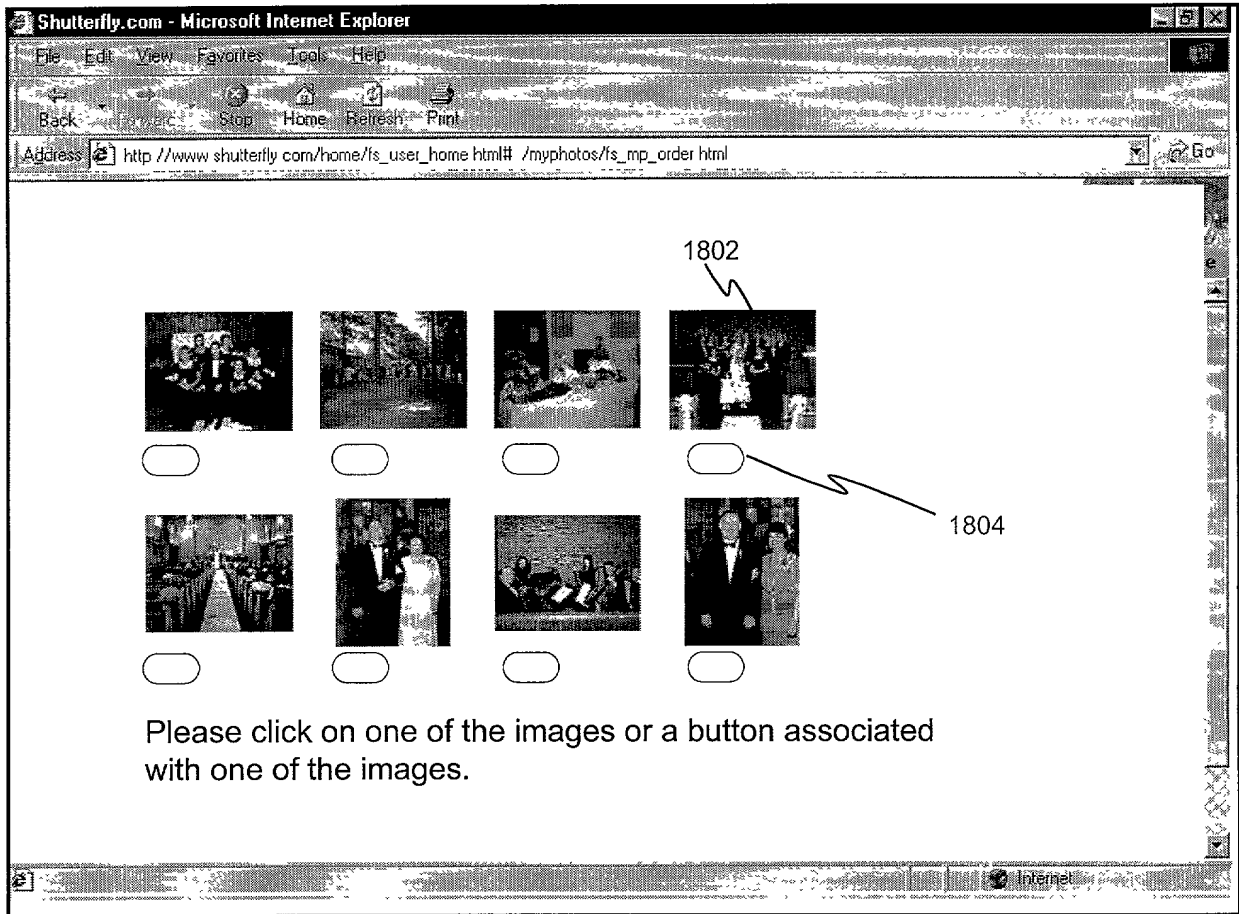 Shutterfly.com - Microsoft Internet Explorer
File Edit View Favorites Tools Help
Back Forward Stop Home Refresh Print
Address http //www shutterfly com/home/fs_user_home html# /myphotos/fs_mp_order html Go
1802
1804
Please click on one of the images or a button associated
with one of the images.
Internet